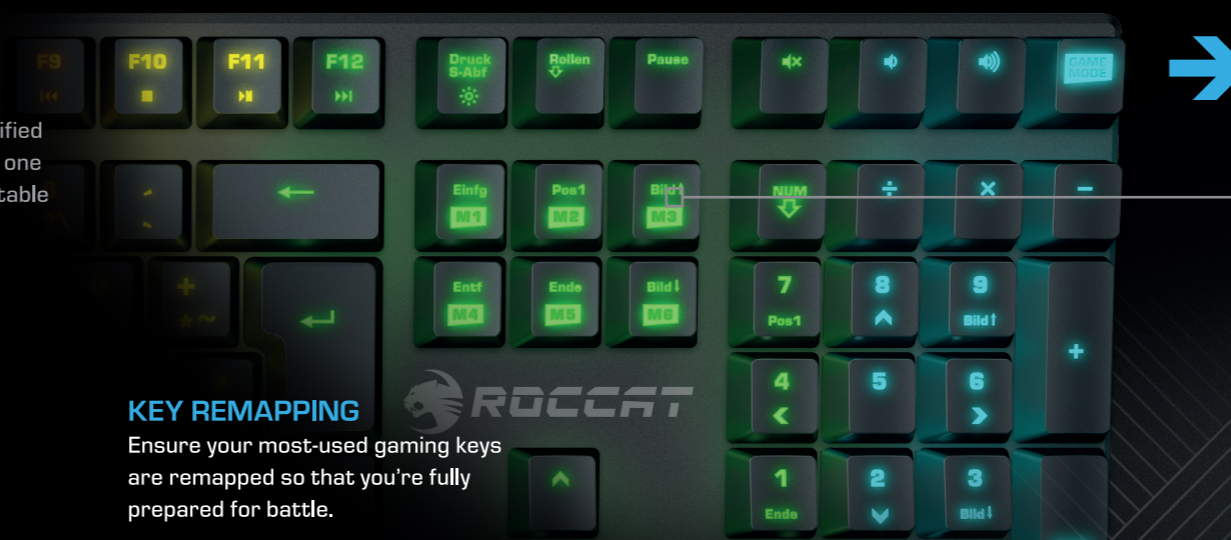 F9 F10 F11 F12 Druck S-Abf Rollen Pause GAME MODE
ified
one
table
Einfg Pos1 Bild↑ NUM ÷ × −
M1 M2 M3
Entf Ende Bild↓ 7 8 9
M4 M5 M6 Pos1 Bild↑
+ * ~ +
4 5 6
ROCCAT
KEY REMAPPING
Ensure your most-used gaming keys
are remapped so that you're fully
prepared for battle.
1 2 3
Ende Bild↓